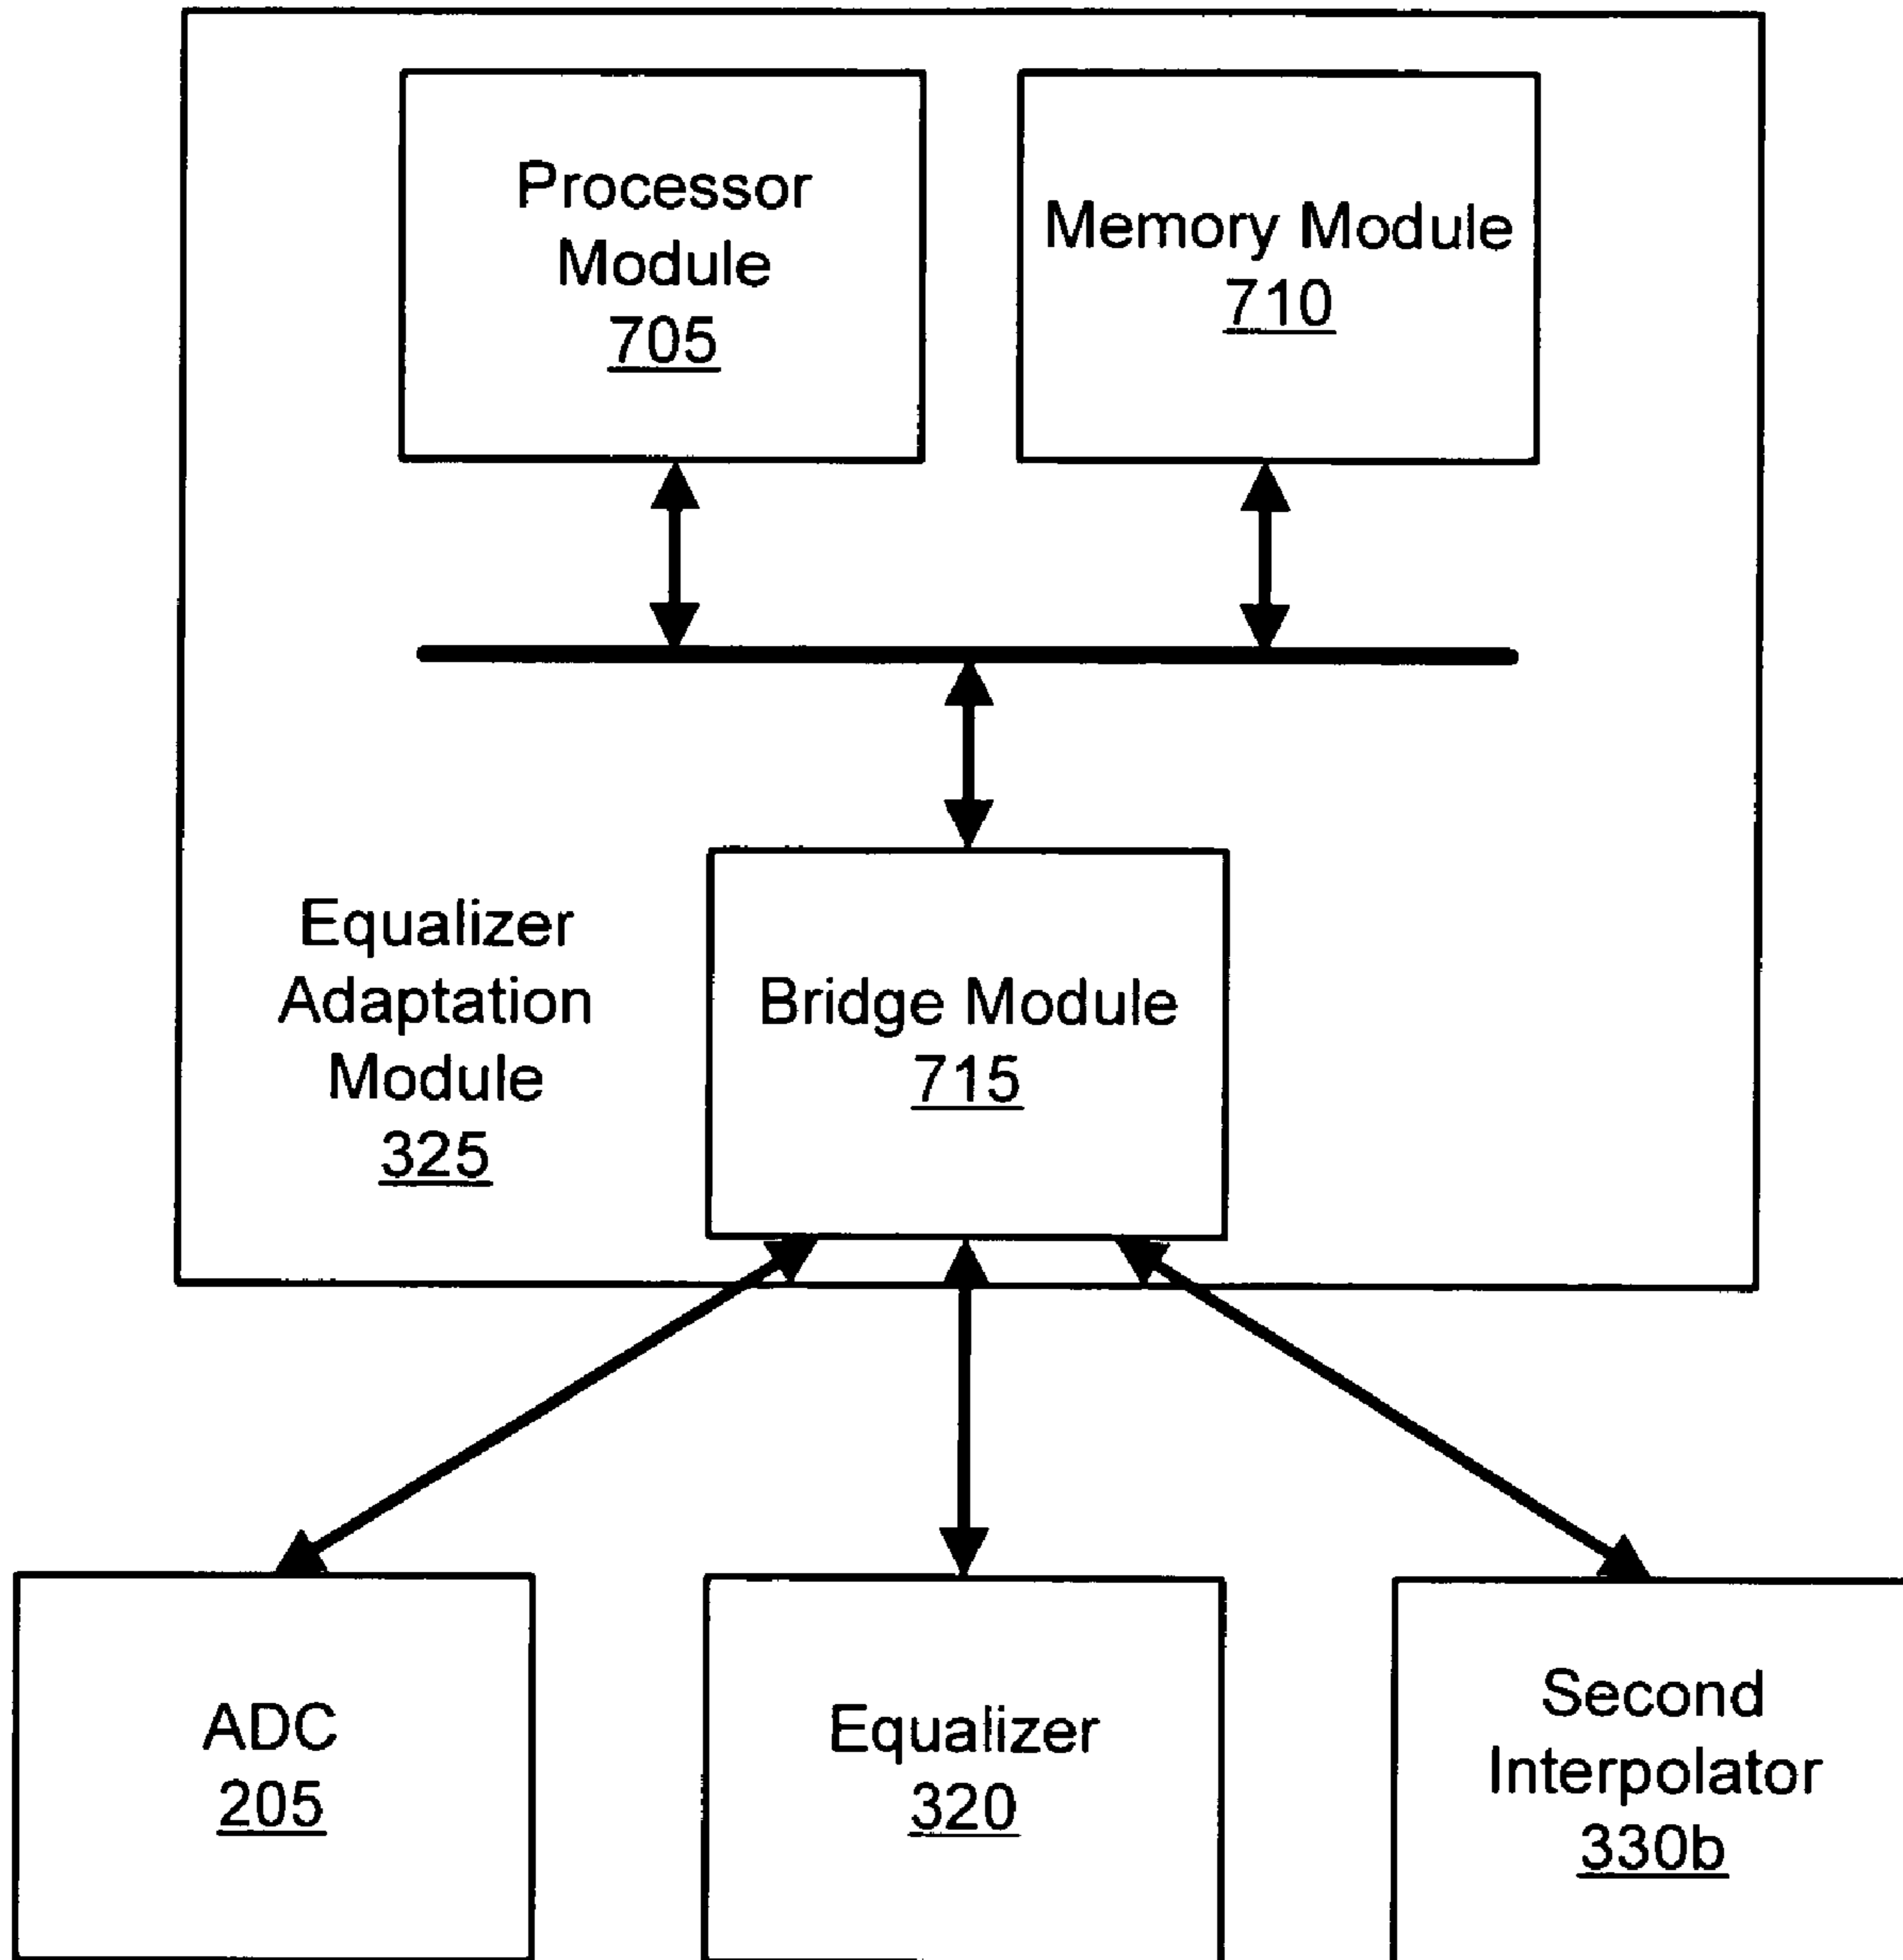 Processor
Module
705
Memory Module
710
Equalizer
Adaptation
Module
325
Bridge Module
715
ADC
205
Equalizer
320
Second
Interpolator
330b